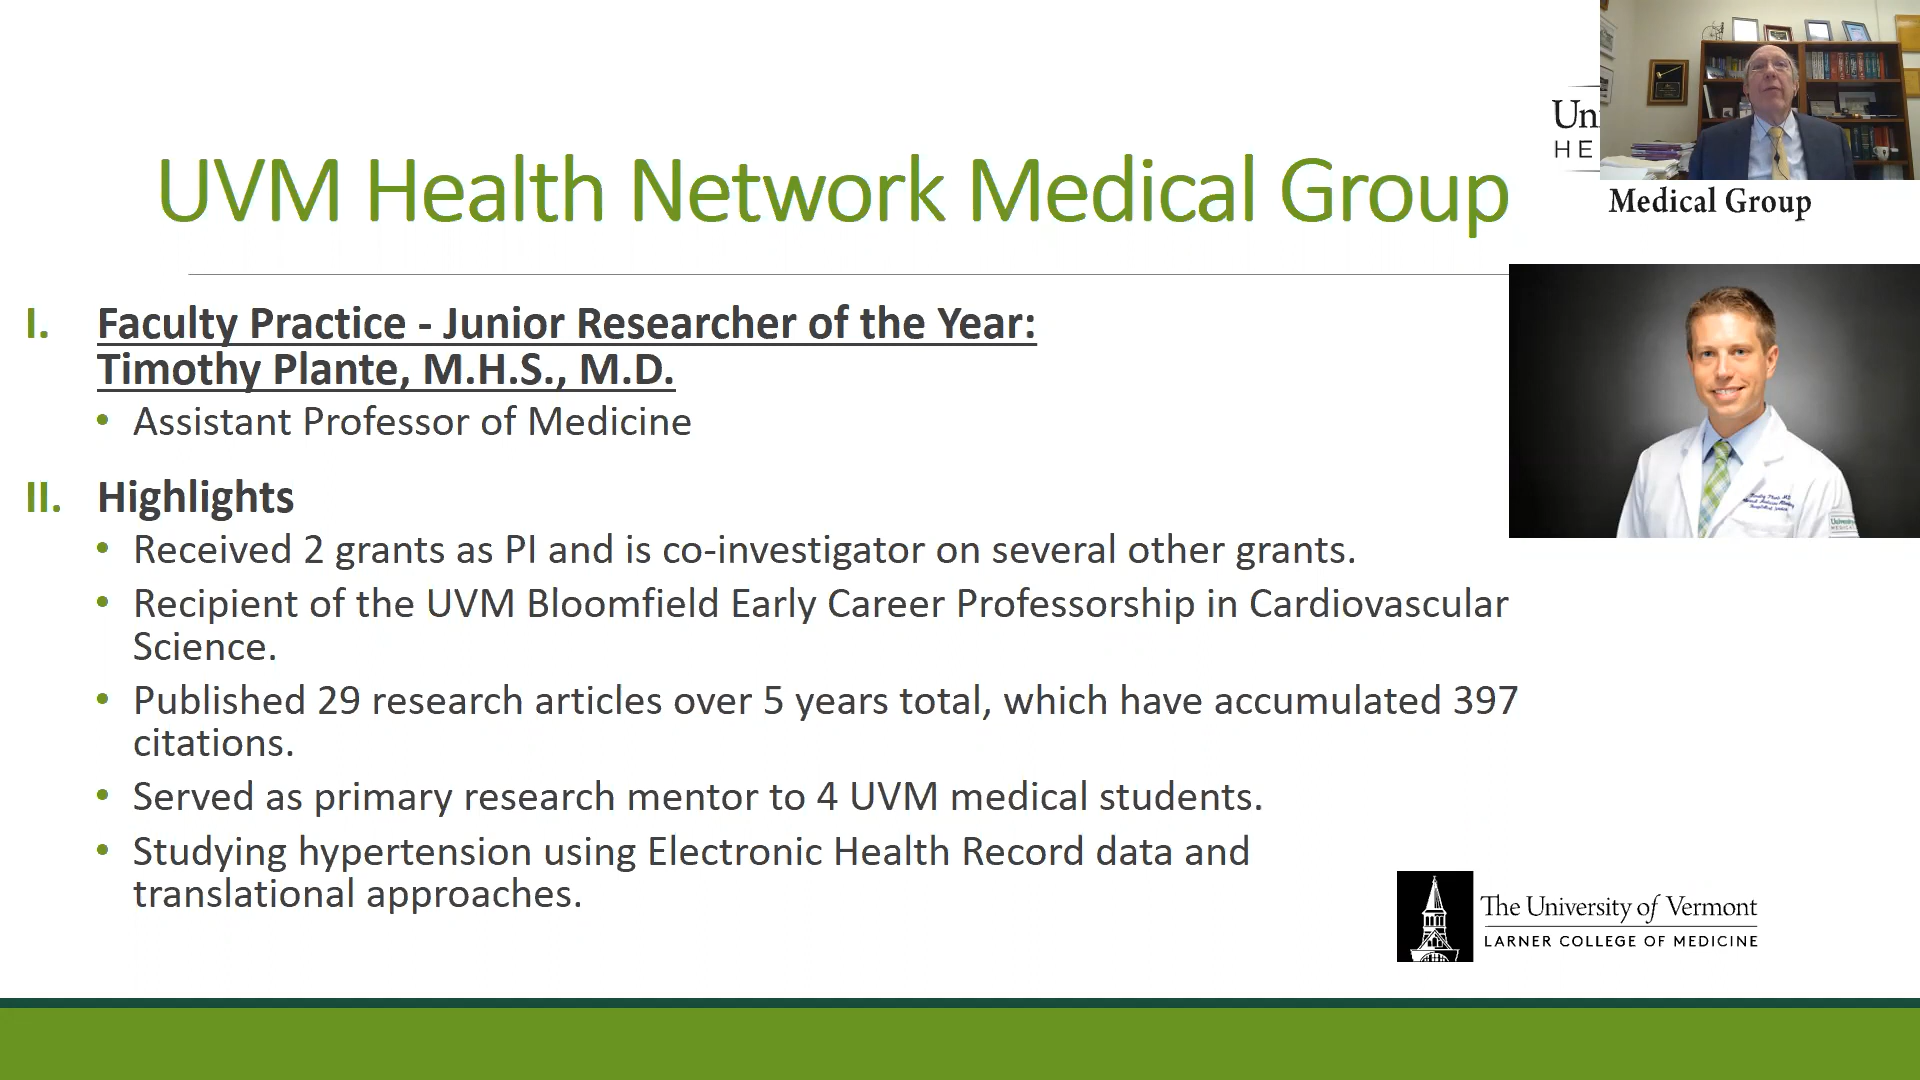 UVM Health Network Medical Group
Un
HE
Medical Group
I. Faculty Practice - Junior Researcher of the Year:
Timothy Plante, M.H.S., M.D.
• Assistant Professor of Medicine
II. Highlights
• Received 2 grants as PI and is co-investigator on several other grants.
• Recipient of the UVM Bloomfield Early Career Professorship in Cardiovascular
Science.
• Published 29 research articles over 5 years total, which have accumulated 397
citations.
• Served as primary research mentor to 4 UVM medical students.
• Studying hypertension using Electronic Health Record data and
translational approaches.
The University of Vermont
LARNER COLLEGE OF MEDICINE